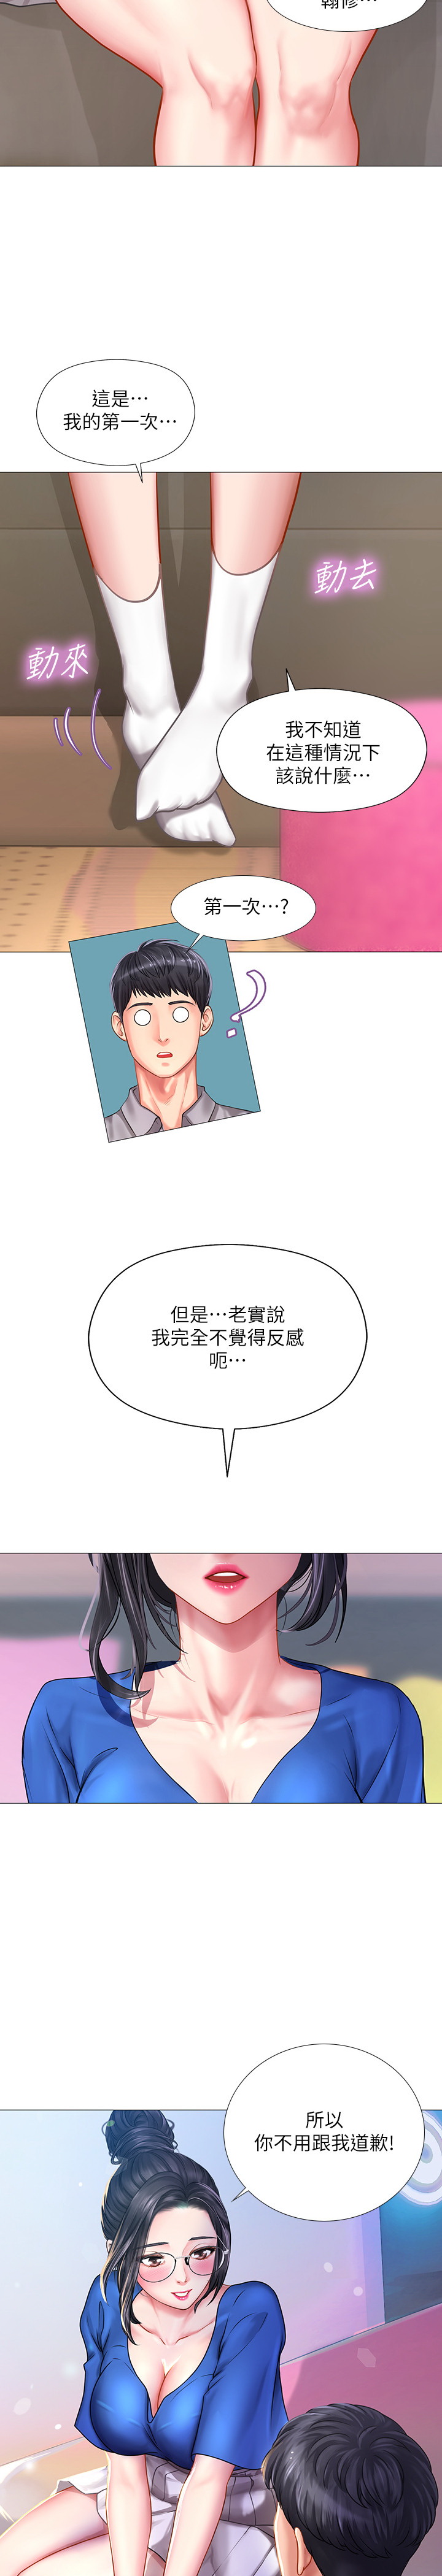 翰修…
這是…
我的第一次…
動去
動來
我不知道
在這種情況下
該說什麼…
第一次…?
但是…老實說
我完全不覺得反感
呃…
所以
你不用跟我道歉!